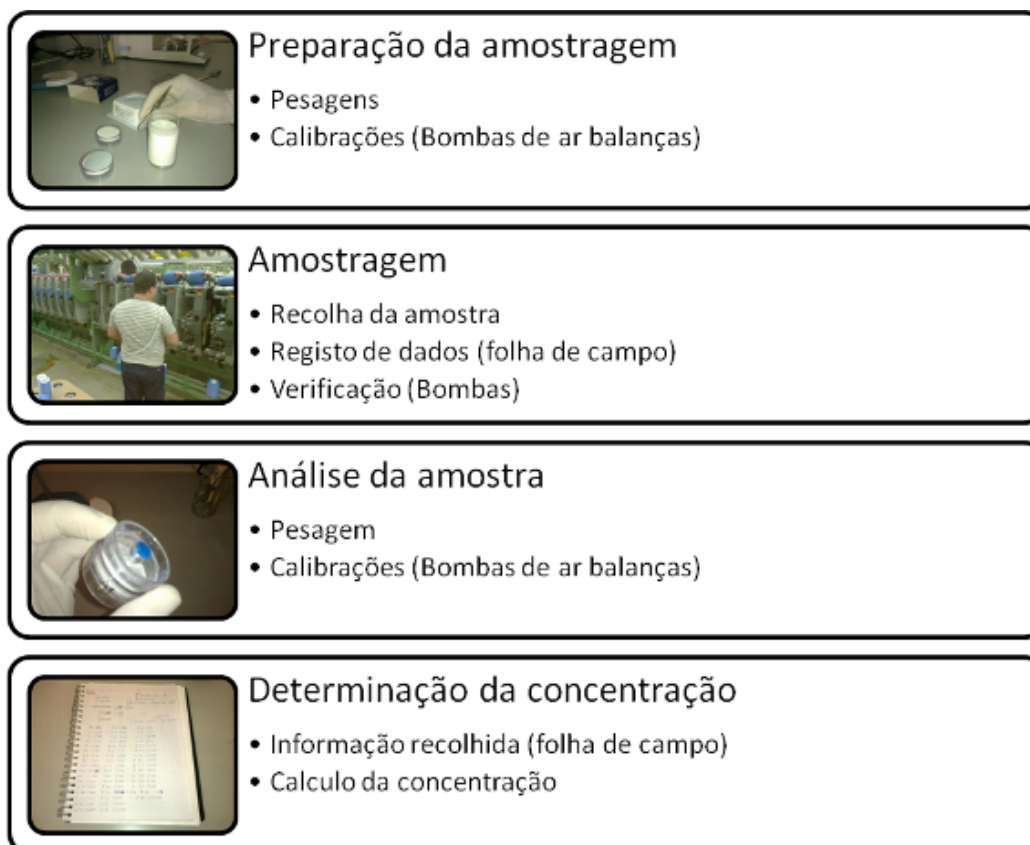 Preparação da amostragem
• Pesagens
• Calibrações (Bombas de ar balanças)
Amostragem
• Recolha da amostra
• Registo de dados (folha de campo)
• Verificação (Bombas)
Análise da amostra
• Pesagem
• Calibrações (Bombas de ar balanças)
Determinação da concentração
• Informação recolhida (folha de campo)
• Calculo da concentração